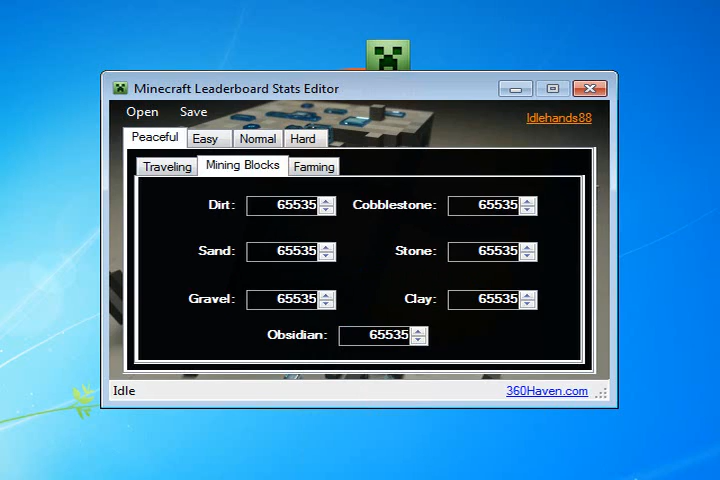 Minecraft Leaderboard Stats Editor
Open Save
Idlehands88
Peaceful Easy Normal Hard
Traveling Mining Blocks Farming
Dirt: 65535 Cobblestone: 65535
Sand: 65535 Stone: 65535
Gravel: 65535 Clay: 65535
Obsidian: 65535
Idle 360Haven.com